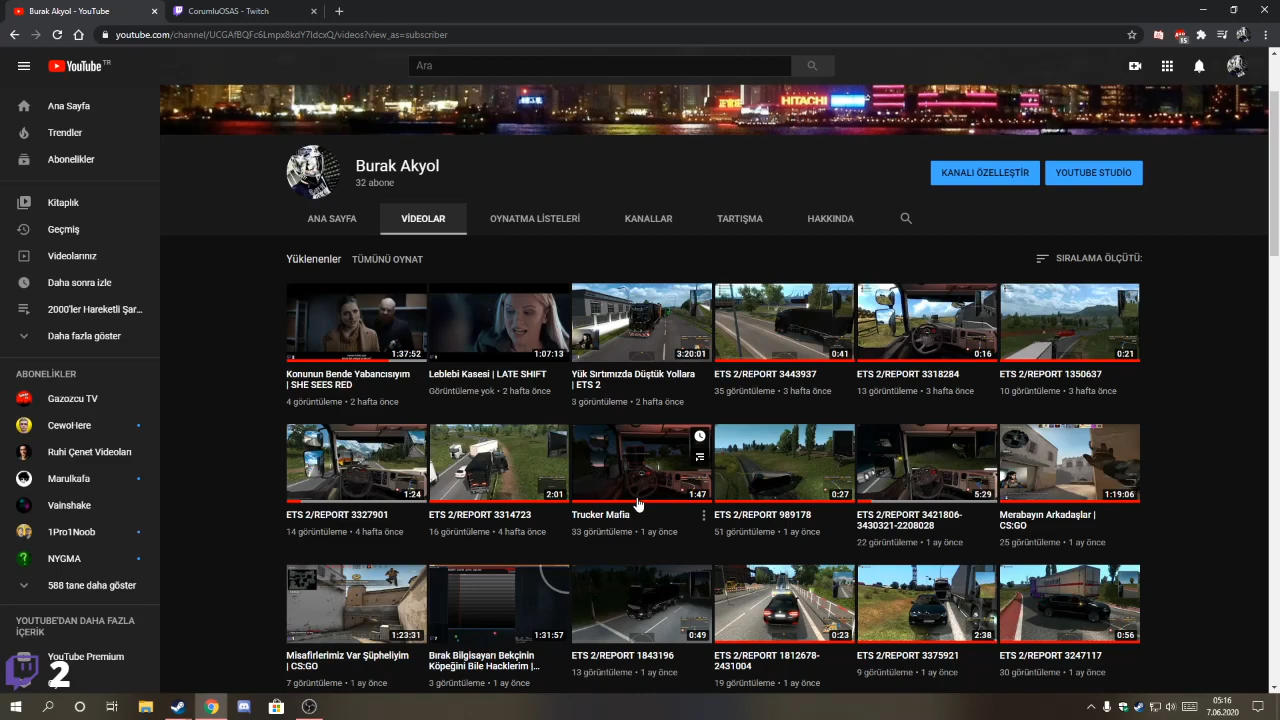 Burak Akyol - YouTube
CorumluOSAS - Twitch
youtube.com/channel/UCGAfBQFc6Lmpx8kdY7IdcxQ/videos?view_as=subscriber
15
YouTube TR
Ara
Ana Sayfa
Trendler
Abonelikler
Kitaplık
Geçmiş
Videolarınız
Daha sonra izle
2000'ler Hareketli Şar...
Daha fazla göster
ABONELİKLER
Gazozcu TV
CewoHere
Ruhi Çenet Videoları
Marulkafa
Vainshake
1Pro1Noob
NYGMA
588 tane daha göster
YOUTUBE'DAN DAHA FAZLA
İÇERİK
YouTube Premium
2
HITACHI
Burak Akyol
32 abone
KANALI ÖZELLEŞTİR
YOUTUBE STUDIO
ANA SAYFA
VİDEOLAR
OYNATMA LİSTELERİ
KANALLAR
TARTIŞMA
HAKKINDA
Yüklenenler
TÜMÜNÜ OYNAT
SIRALAMA ÖLÇÜTÜ:
1:37:52
1:07:13
3:20:01
0:41
0:16
0:21
Konunun Bende Yabancısıyım
| SHE SEES RED
4 görüntüleme • 2 hafta önce
Leblebi Kasesi | LATE SHIFT
Görüntüleme yok • 2 hafta önce
Yük Sırtımızda Düştük Yollara
| ETS 2
3 görüntüleme • 2 hafta önce
ETS 2 REPORT 3443937
35 görüntüleme • 3 hafta önce
ETS 2 REPORT 3318284
13 görüntüleme • 3 hafta önce
ETS 2 REPORT 1350637
10 görüntüleme • 3 hafta önce
1:24
2:01
1:47
0:27
5:29
1:19:06
ETS 2 REPORT 3327901
14 görüntüleme • 4 hafta önce
ETS 2 REPORT 3314723
16 görüntüleme • 4 hafta önce
Trucker Mafia
33 görüntüleme • 1 ay önce
ETS 2 REPORT 989178
51 görüntüleme • 1 ay önce
ETS 2 REPORT 3421806-
3430321-2208028
22 görüntüleme • 1 ay önce
Merabayın Arkadaşlar |
CS:GO
25 görüntüleme • 1 ay önce
1:23:31
1:31:57
0:49
0:23
2:38
0:56
Misafirlerimiz Var Şüpheliyim
| CS:GO
7 görüntüleme • 1 ay önce
Bırak Bilgisayarı Bekçinin
Köpeğini Bile Hacklerim |...
3 görüntüleme • 1 ay önce
ETS 2 REPORT 1843196
13 görüntüleme • 1 ay önce
ETS 2 REPORT 1812678-
2431004
19 görüntüleme • 1 ay önce
ETS 2 REPORT 3375921
9 görüntüleme • 1 ay önce
ETS 2 REPORT 3247117
30 görüntüleme • 1 ay önce
05:16
7.06.2020